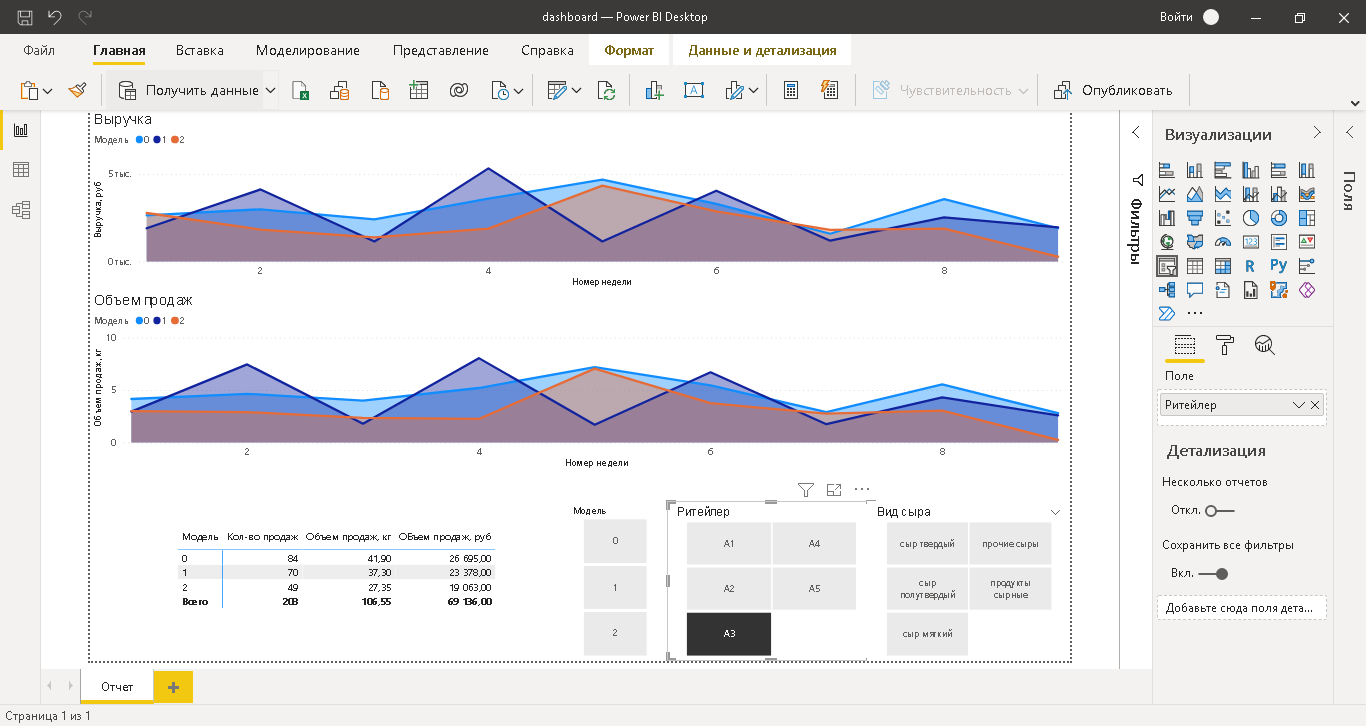 dashboard — Power BI Desktop
Войти
Файл
Главная
Вставка
Моделирование
Представление
Справка
Формат
Данные и детализация
Получить данные
Чувствительность
Опубликовать
Выручка
Модель 0 1 2
Выручка, руб
5 тыс.
0 тыс.
2 4 6 8
Номер недели
Объем продаж
Модель 0 1 2
Объем продаж, кг
10
5
0
2 4 6 8
Номер недели
Модель Кол-во продаж Объем продаж, кг Объем продаж, руб
0 84 41,90 26 695,00
1 70 37,30 23 378,00
2 49 27,35 19 063,00
Всего 203 106,55 69 136,00
Модель
0
1
2
Ритейлер
A1 A4
A2 A5
A3
Вид сыра
сыр твердый прочие сыры
сыр полутвердый
продукты сырные
сыр мягкий
Фильтры
Визуализации
123
R Py
Поле
Ритейлер
Детализация
Несколько отчетов
Откл.
Сохранить все фильтры
Вкл.
Добавьте сюда поля дета...
Поля
Отчет
Страница 1 из 1